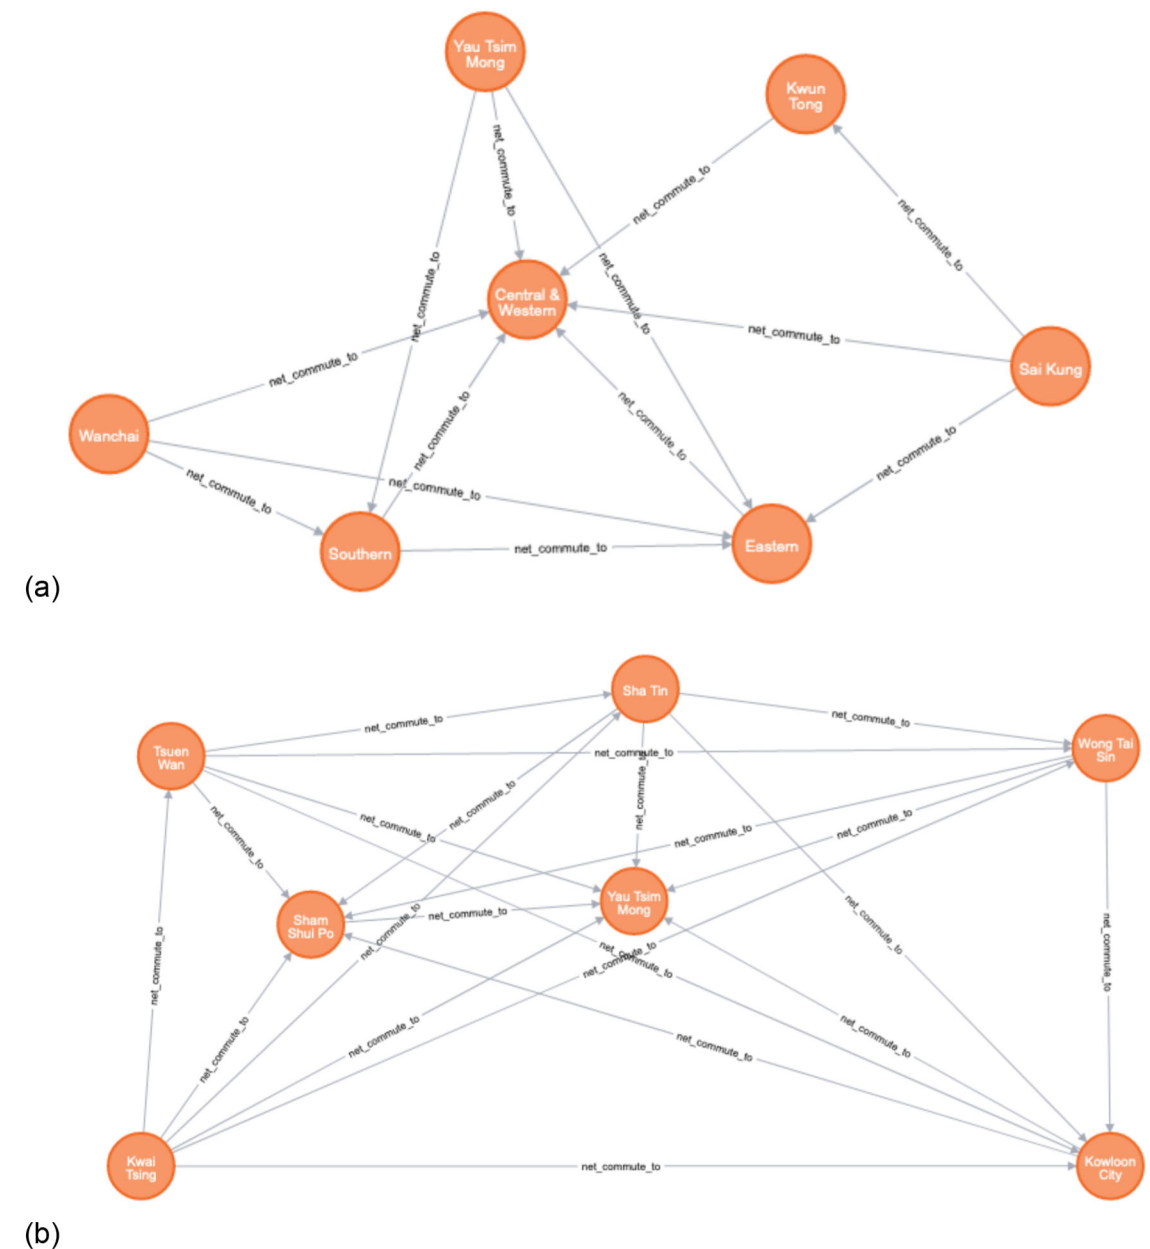 Yau Tsim
Mong
Kwun
Tong
net_commute_to
net_commute_to
net_commute_to
net_commute_to
net_commute_to
Central &
Western
net_commute_to
net_commute_to
Sai Kung
net_commute_to
net_commute_to
net_commute_to
Wanchai
net_commute_to
net_commute_to
net_commute_to
Southern
net_commute_to
Eastern
(a)
Sha Tin
net_commute_to
net_commute_to
Tsuen
Wan
net_commute_to
Wong Tai
Sin
net_commute_to
net_commute_to
net_commute_to
net_commute_to
net_commute_to
net_commute_to
Sham
Shui Po
net_commute_to
Yau Tsim
Mong
net_commute_to
net_commute_to
net_commute_to
net_commute_to
net_commute_to
net_commute_to
net_commute_to
net_commute_to
net_commute_to
net_commute_to
Kwai
Tsing
net_commute_to
Kowloon
City
(b)